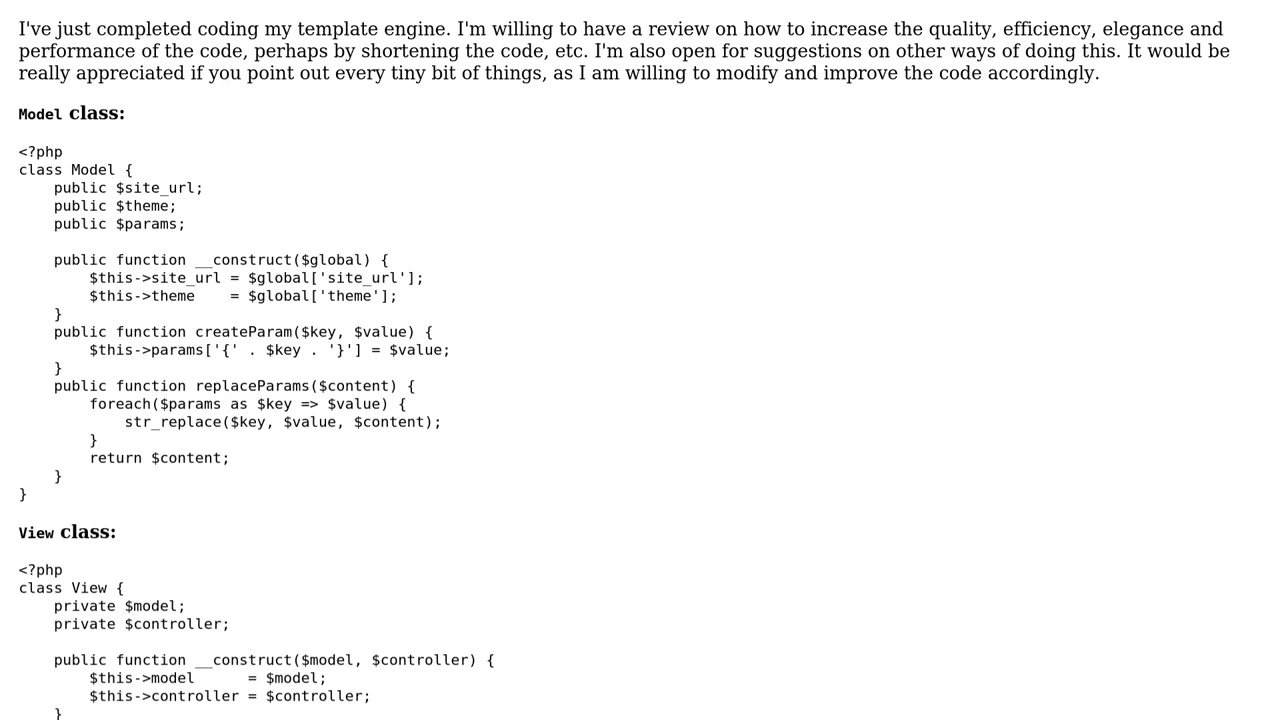 I've just completed coding my template engine. I'm willing to have a review on how to increase the quality, efficiency, elegance and
performance of the code, perhaps by shortening the code, etc. I'm also open for suggestions on other ways of doing this. It would be
really appreciated if you point out every tiny bit of things, as I am willing to modify and improve the code accordingly.
Model class:
<?php
class Model {
    public $site_url;
    public $theme;
    public $params;

    public function __construct($global) {
        $this->site_url = $global['site_url'];
        $this->theme    = $global['theme'];
    }
    public function createParam($key, $value) {
        $this->params['{' . $key . '}'] = $value;
    }
    public function replaceParams($content) {
        foreach($params as $key => $value) {
            str_replace($key, $value, $content);
        }
        return $content;
    }
}
View class:
<?php
class View {
    private $model;
    private $controller;

    public function __construct($model, $controller) {
        $this->model      = $model;
        $this->controller = $controller;
    }